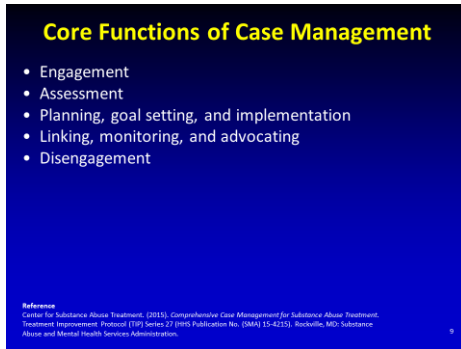 Core Functions of Case Management
• Engagement
• Assessment
• Planning, goal setting, and implementation
• Linking, monitoring, and advocating
• Disengagement
Reference
Center for Substance Abuse Treatment. (2015). Comprehensive Case Management for Substance Abuse Treatment.
Treatment Improvement Protocol (TIP) Series 27 (HHS Publication No. (SMA) 15-4215). Rockville, MD: Substance
Abuse and Mental Health Services Administration.
9